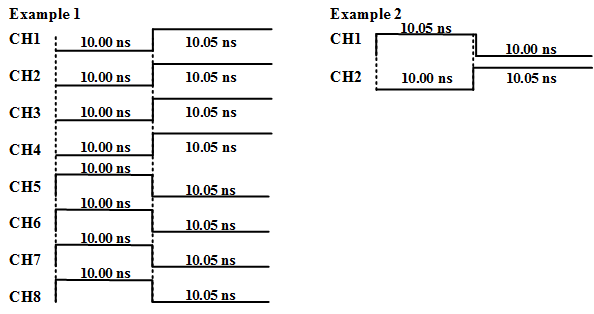 Example 1
CH1 10.00 ns 10.05 ns
CH2 10.00 ns 10.05 ns
CH3 10.00 ns 10.05 ns
CH4 10.00 ns 10.05 ns
CH5 10.00 ns 10.05 ns
CH6 10.00 ns 10.05 ns
CH7 10.00 ns 10.05 ns
CH8 10.00 ns 10.05 ns
Example 2
CH1 10.05 ns 10.00 ns
CH2 10.00 ns 10.05 ns